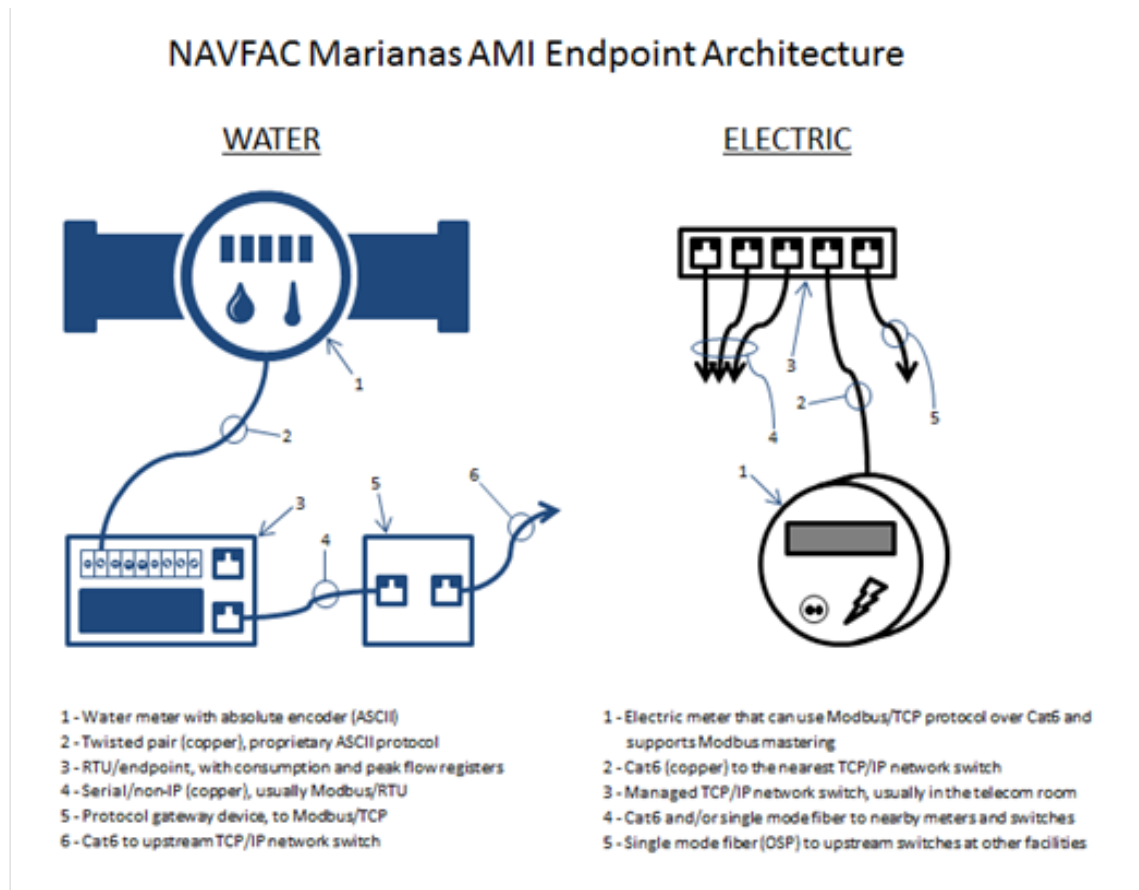 NAVFAC Marianas AMI Endpoint Architecture
WATER
1
2
3
4
5
6
1 - Water meter with absolute encoder (ASCII)
2 - Twisted pair (copper), proprietary ASCII protocol
3 - RTU/endpoint, with consumption and peak flow registers
4 - Serial/non-IP (copper), usually Modbus/RTU
5 - Protocol gateway device, to Modbus/TCP
6 - Cat6 to upstream TCP/IP network switch
ELECTRIC
3
2
5
4
1
1 - Electric meter that can use Modbus/TCP protocol over Cat6 and
supports Modbus mastering
2 - Cat6 (copper) to the nearest TCP/IP network switch
3 - Managed TCP/IP network switch, usually in the telecom room
4 - Cat6 and/or single mode fiber to nearby meters and switches
5 - Single mode fiber (OSP) to upstream switches at other facilities